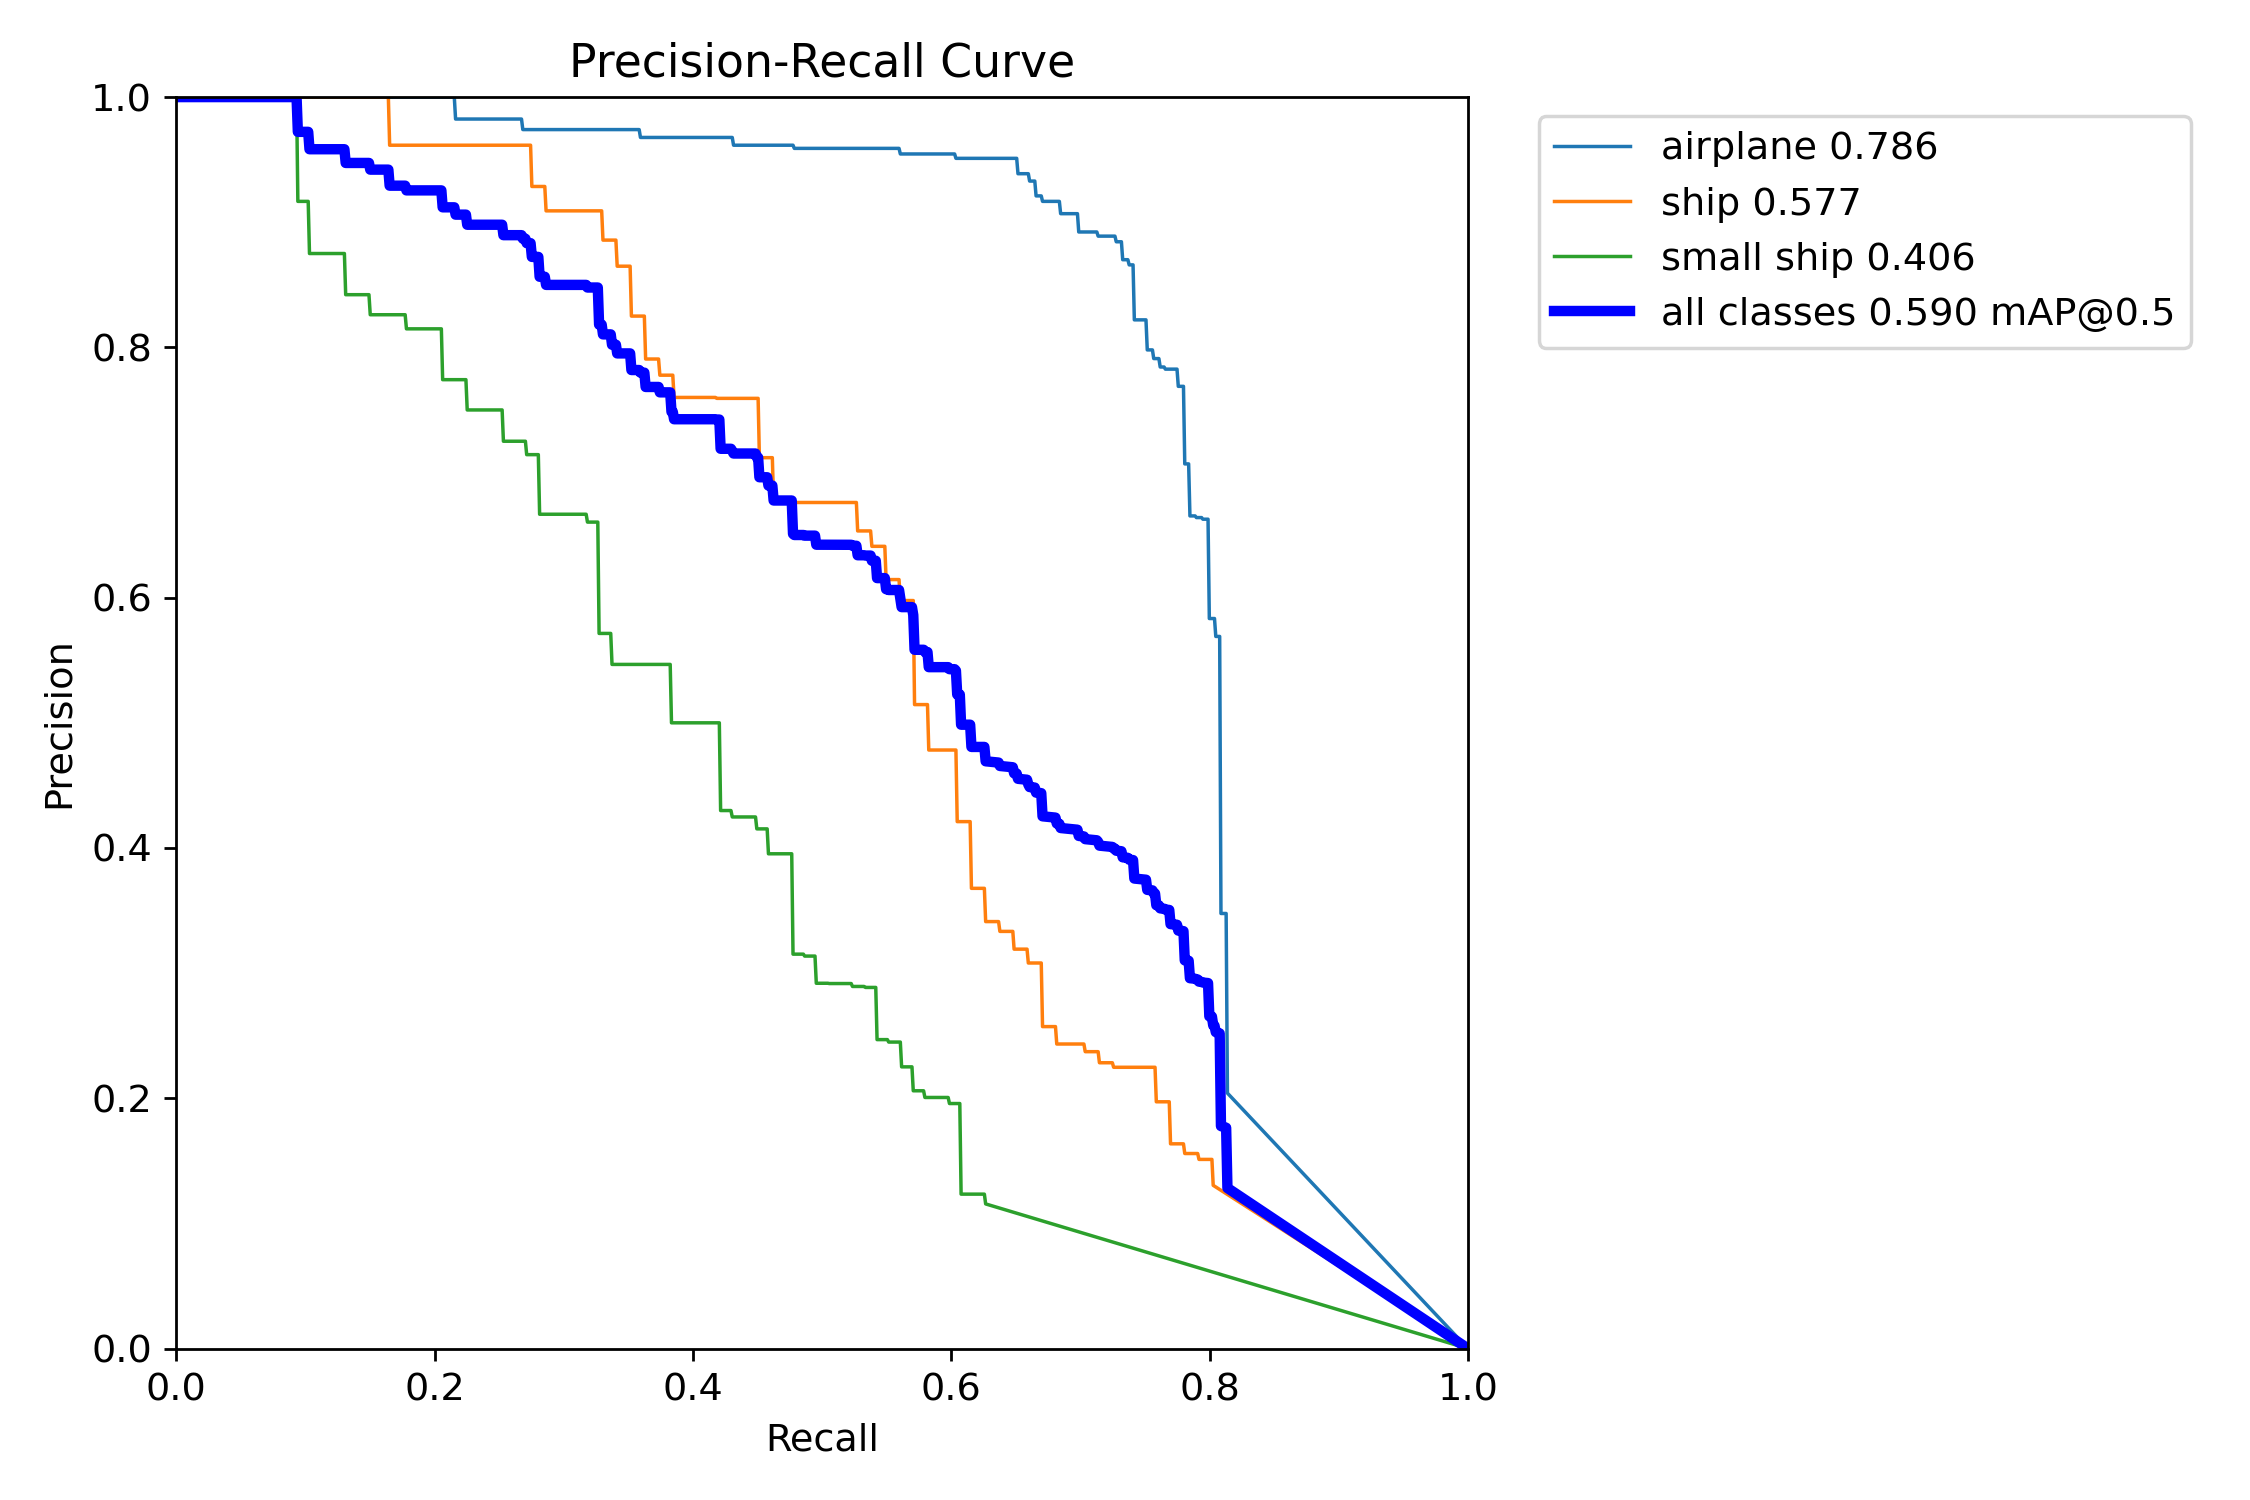 Precision-Recall Curve
1.0
0.8
0.6
0.4
0.2
0.0
Precision
0.0 0.2 0.4 0.6 0.8 1.0
Recall
airplane 0.786
ship 0.577
small ship 0.406
all classes 0.590 mAP@0.5